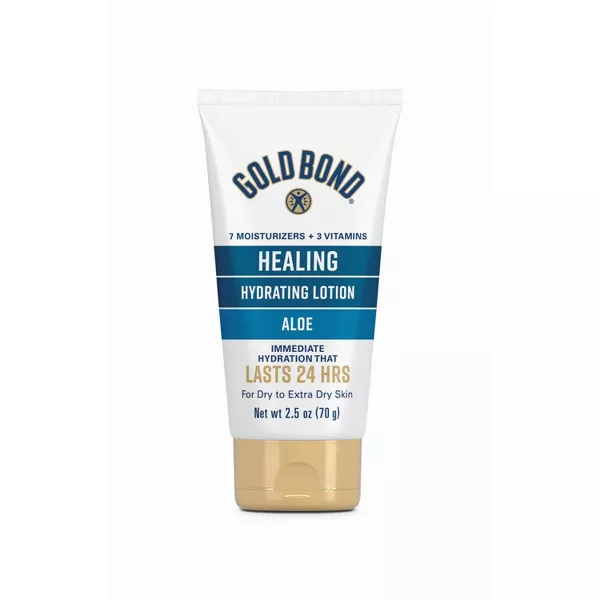 GOLD BOND®
7 MOISTURIZERS + 3 VITAMINS
HEALING
HYDRATING LOTION
ALOE
IMMEDIATE
HYDRATION THAT
LASTS 24 HRS
For Dry to Extra Dry Skin
Net wt 2.5 oz (70 g)